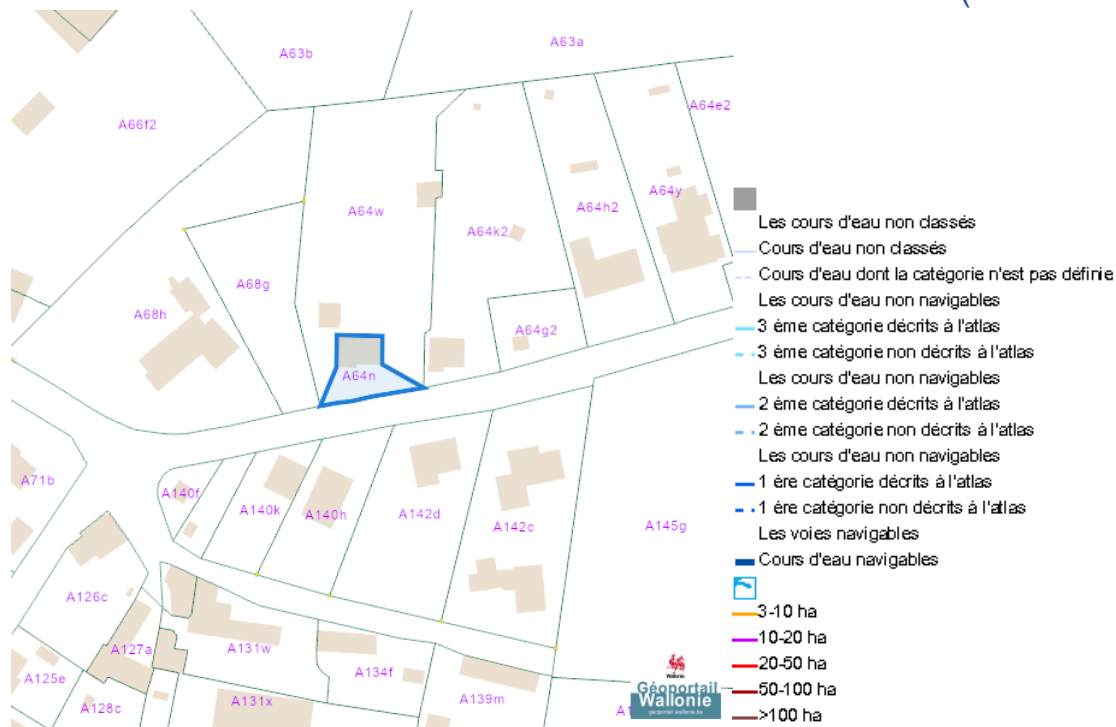 A63b
A63a
A66f2
A64e2
A64w
A64y
A64h2
A64k2
A68g
A68h
A64g2
A64n
A71b
A140f
A140k
A140h
A142d
A142c
A145g
A126c
A127a
A131w
A134f
A125e
A128c
A131x
A139m
Wallonie
Géoportail
Wallonie
geoportail.wallonie.be
Les cours d'eau non classés
Cours d'eau non classés
Cours d'eau dont la catégorie n'est pas définie
Les cours d'eau non navigables
3 ème catégorie décrits à l'atlas
3 ème catégorie non décrits à l'atlas
Les cours d'eau non navigables
2 ème catégorie décrits à l'atlas
2 ème catégorie non décrits à l'atlas
Les cours d'eau non navigables
1 ère catégorie décrits à l'atlas
1 ère catégorie non décrits à l'atlas
Les voies navigables
Cours d'eau navigables
3-10 ha
10-20 ha
20-50 ha
50-100 ha
>100 ha